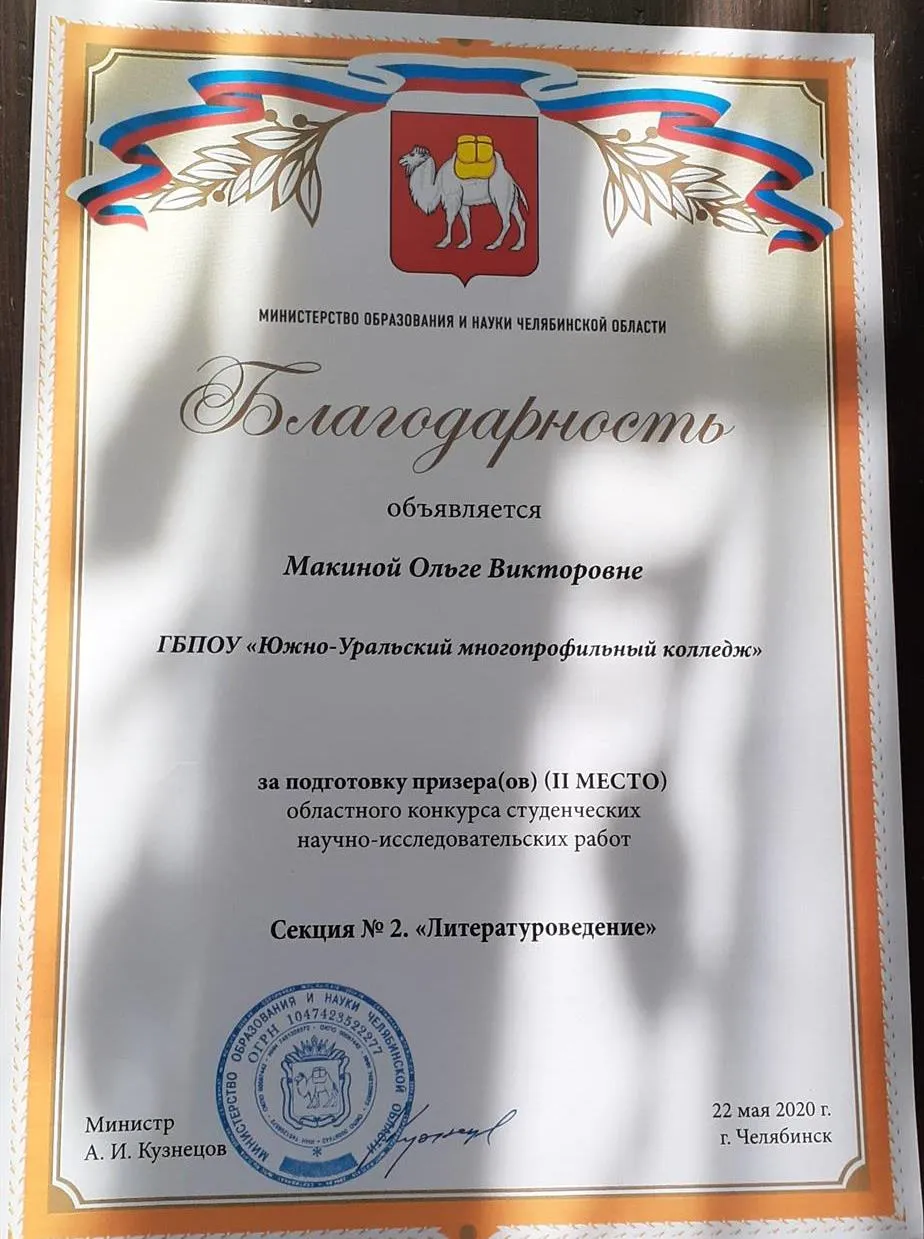 МИНИСТЕРСТВО ОБРАЗОВАНИЯ И НАУКИ ЧЕЛЯБИНСКОЙ ОБЛАСТИ
Благодарность
объявляется
Макиной Ольге Викторовне
ГБПОУ «Южно-Уральский многопрофильный колледж»
за подготовку призера(ов) (II МЕСТО)
областного конкурса студенческих
научно-исследовательских работ
Секция № 2. «Литературоведение»
МИНИСТЕРСТВО ОБРАЗОВАНИЯ И НАУКИ ЧЕЛЯБИНСКОЙ ОБЛАСТИ
ОГРН 1047423522277
Министр
А. И. Кузнецов
22 мая 2020 г.
г. Челябинск